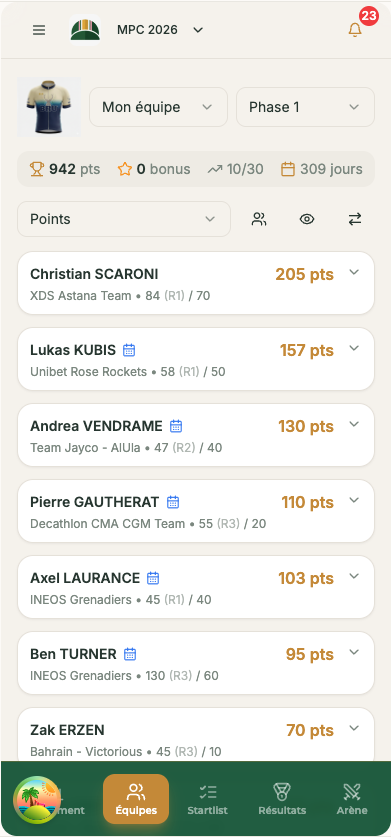 MPC 2026
23
Mon équipe
Phase 1
942 pts
0 bonus
10/30
309 jours
Points
Christian SCARONI
205 pts
XDS Astana Team • 84 (R1) / 70
Lukas KUBIS
157 pts
Unibet Rose Rockets • 58 (R1) / 50
Andrea VENDRAME
130 pts
Team Jayco - AlUla • 47 (R2) / 40
Pierre GAUTHERAT
110 pts
Decathlon CMA CGM Team • 55 (R3) / 20
Axel LAURANCE
103 pts
INEOS Grenadiers • 45 (R1) / 40
Ben TURNER
95 pts
INEOS Grenadiers • 130 (R3) / 60
Zak ERZEN
70 pts
Bahrain - Victorious • 45 (R3) / 10
ment
Équipes
Startlist
Résultats
Arène